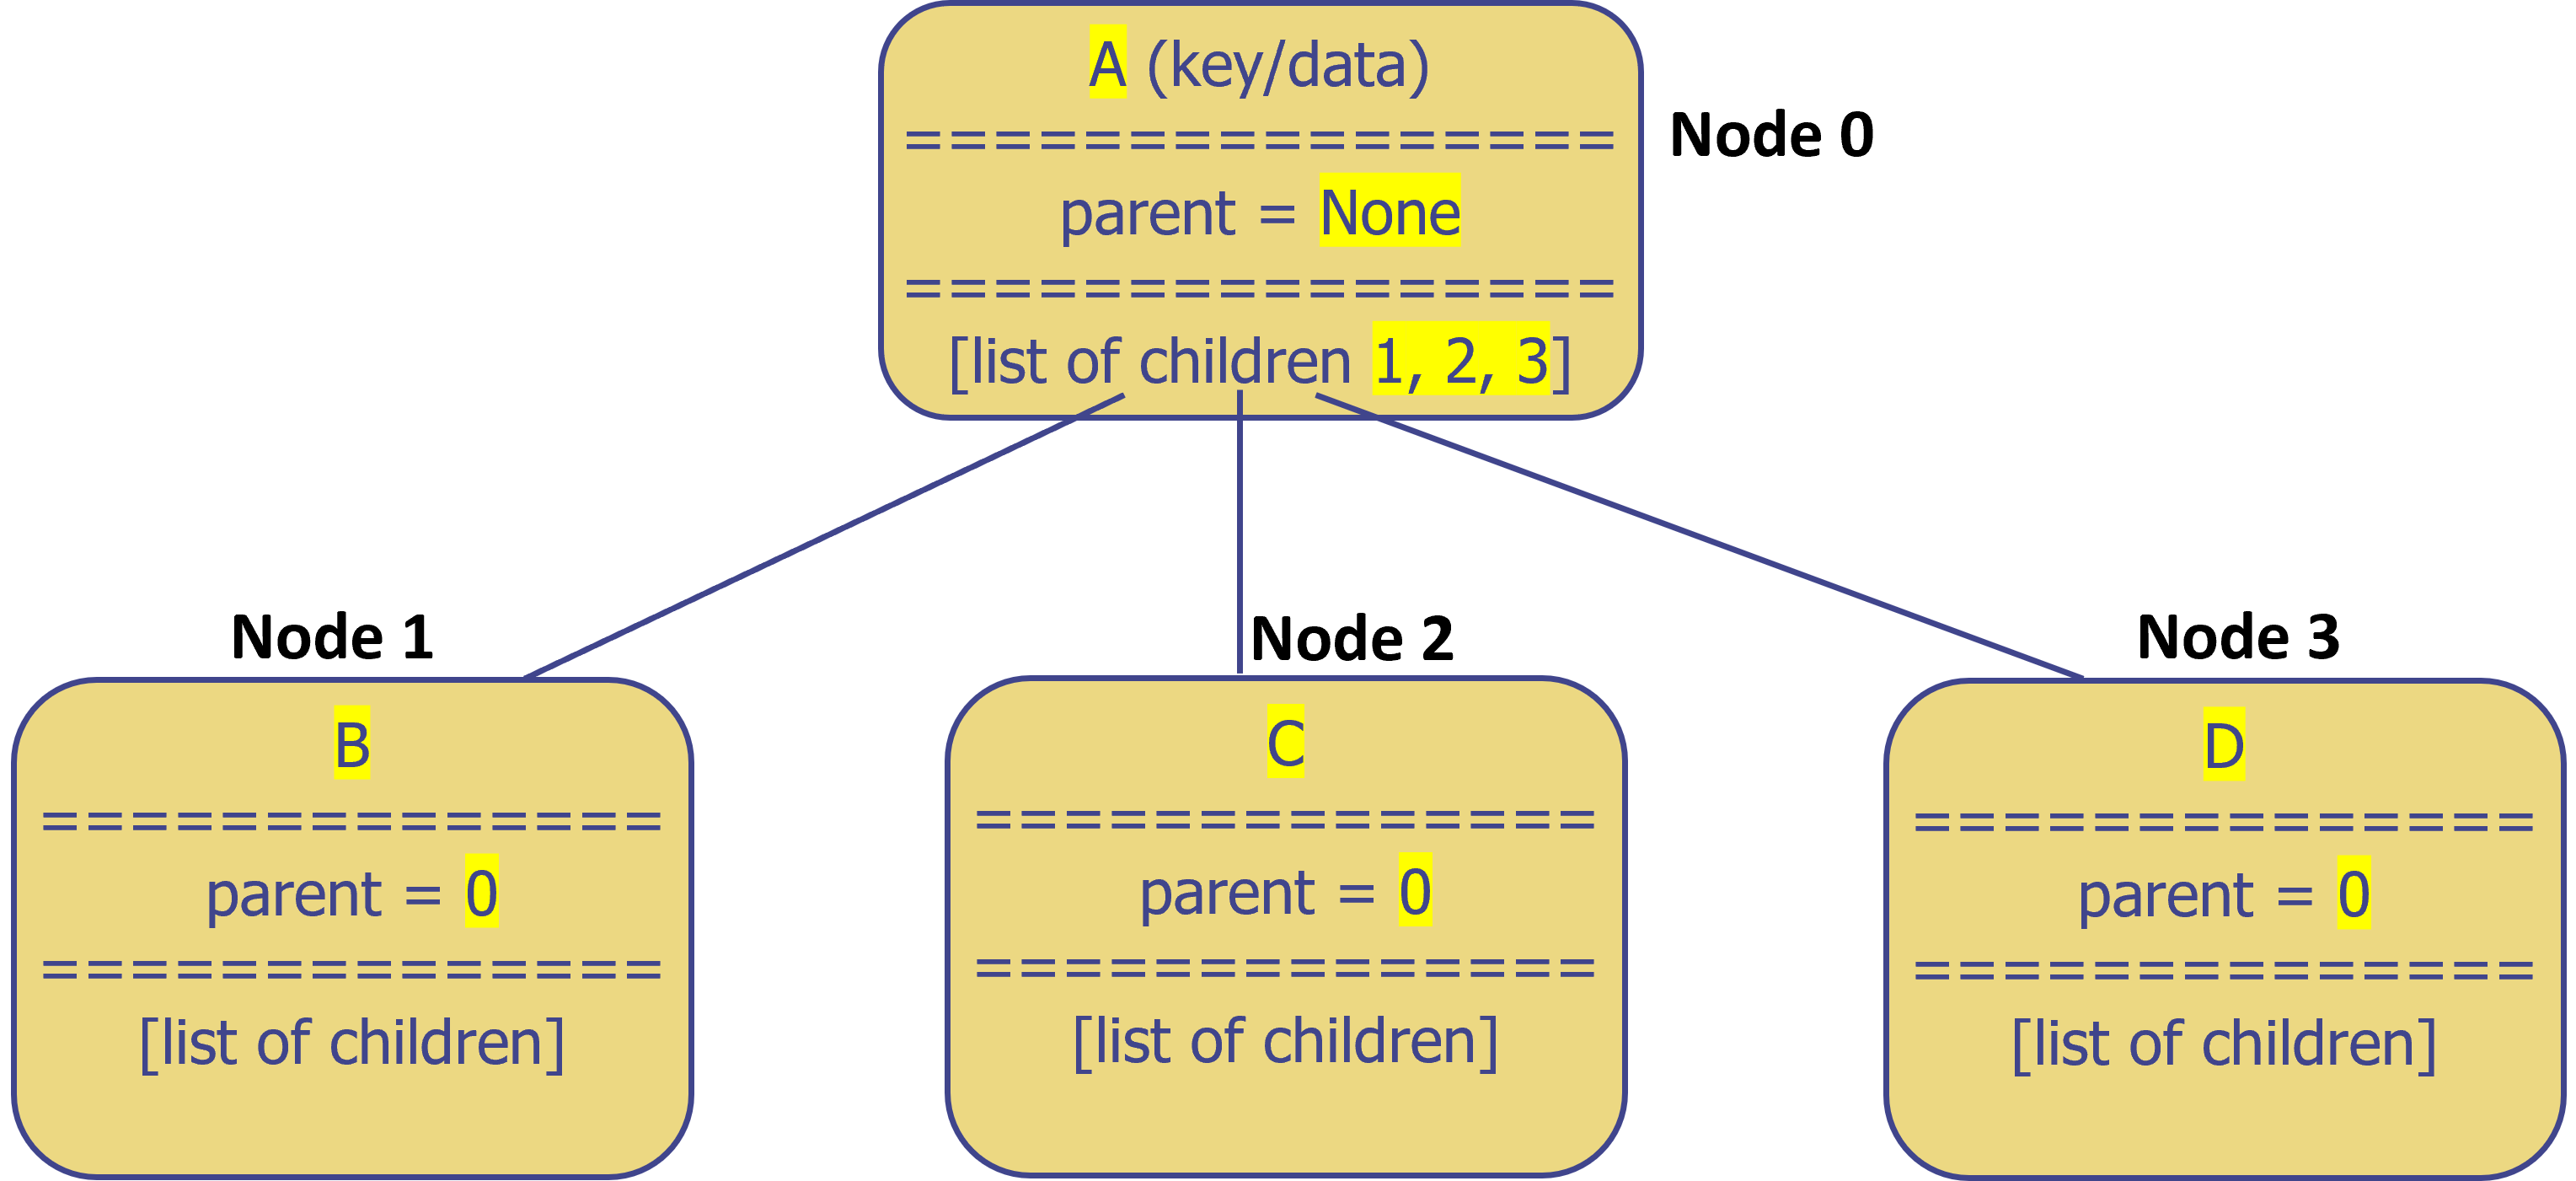 A (key/data)
================
Node 0
parent = None
================
[list of children 1, 2, 3]
Node 1
Node 2
Node 3
B
==============
parent = 0
==============
[list of children]
C
==============
parent = 0
==============
[list of children]
D
==============
parent = 0
==============
[list of children]